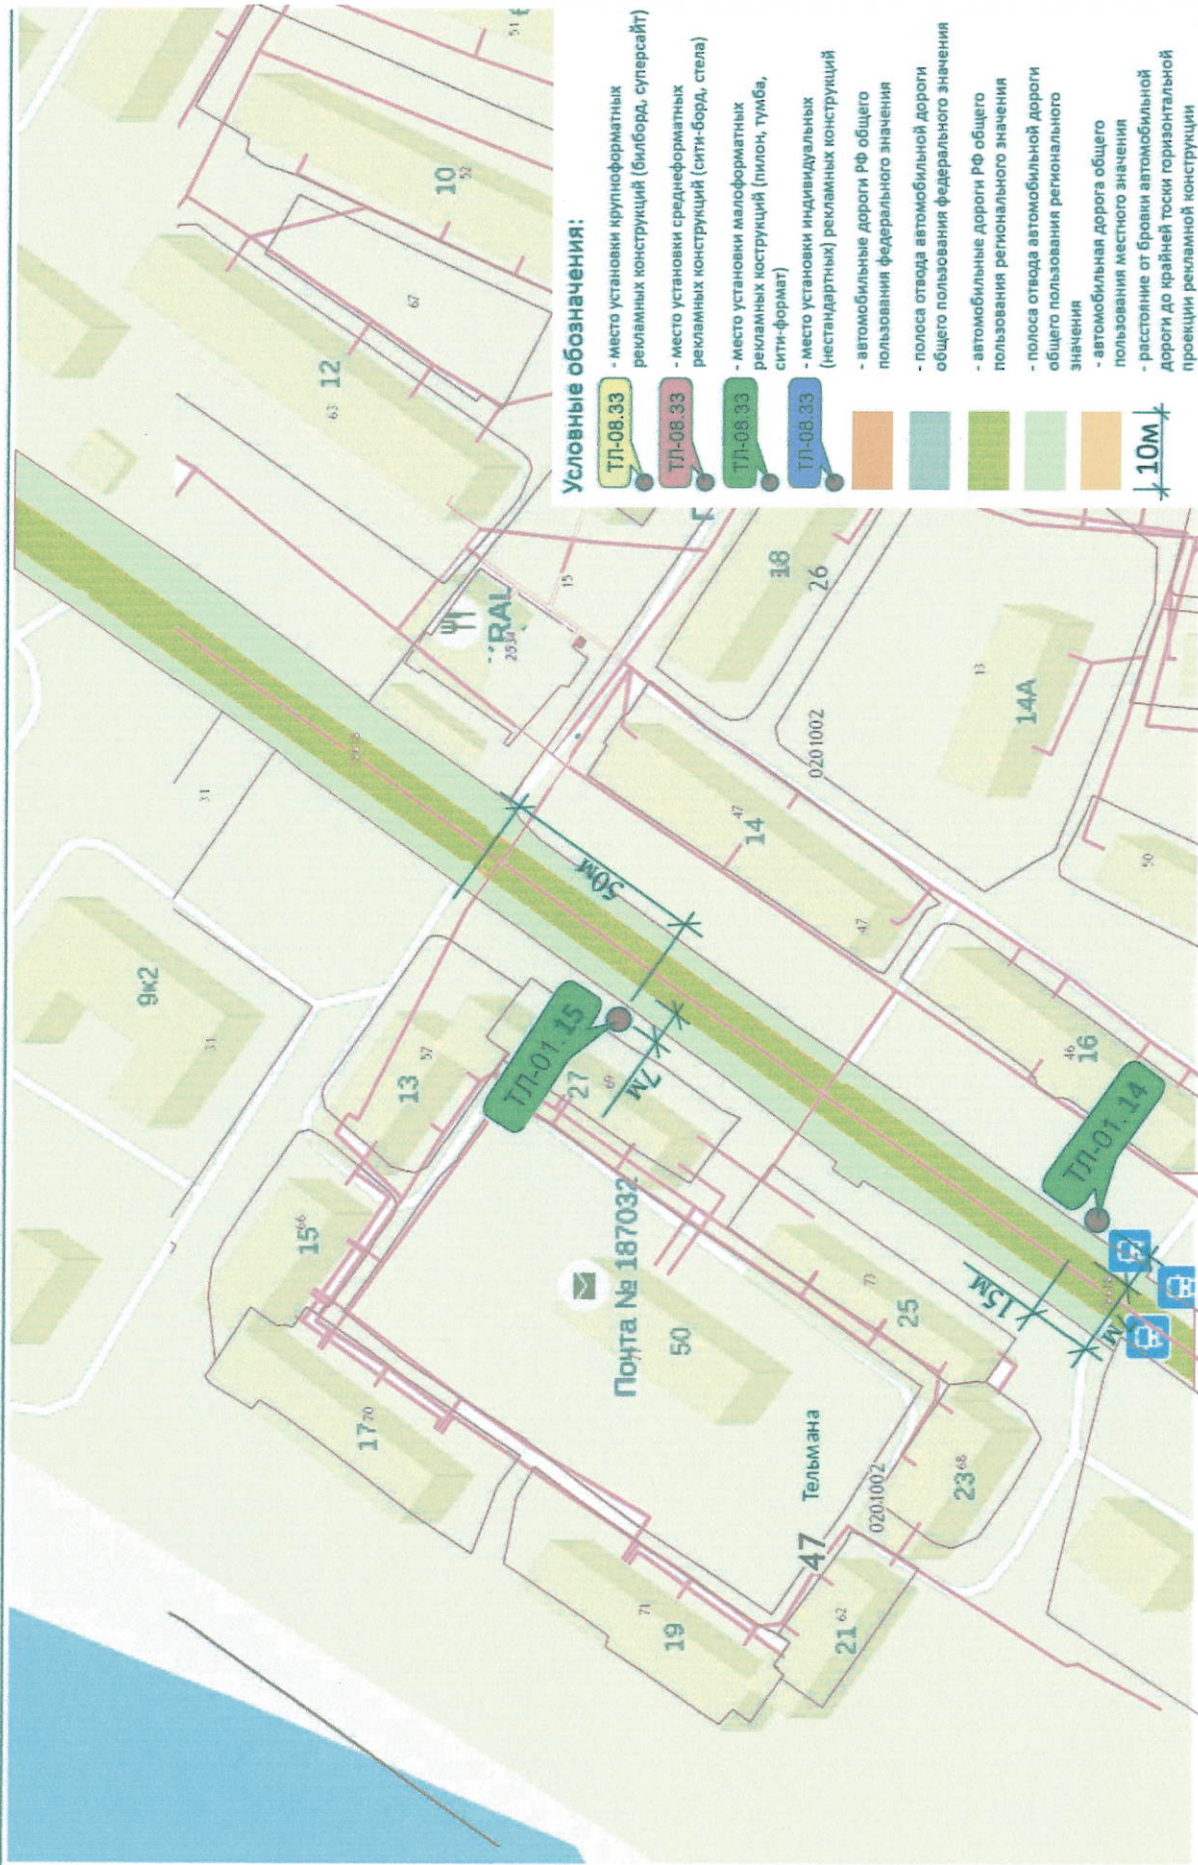 51
10
52
12
63
67
Условные обозначения:
ТЛ-08.33
- место установки крупноформатных
рекламных конструкций (билборд, суперсайт)
ТЛ-08.33
- место установки среднеформатных
рекламных конструкций (сити-борд, стела)
ТЛ-08.33
- место установки малоформатных
рекламных кострукций (пилон, тумба,
сити-формат)
ТЛ-08.33
- место установки индивидуальных
(нестандартных) рекламных конструкций
- автомобильные дороги РФ общего
пользования федерального значения
- полоса отвода автомобильной дороги
общего пользования федерального значения
- автомобильные дороги РФ общего
пользования регионального значения
- полоса отвода автомобильной дороги
общего пользования регионального
значения
- автомобильная дорога общего
пользования местного значения
10м
- расстояние от бровки автомобильной
дороги до крайней тоски горизонтальной
проекции рекламной конструкции
RAL
2534
15
18
26
13
14А
0201002
31
9к2
31
50м
14
47
47
50
13
57
ТЛ-01.15
27
69
7м
16
46
ТЛ-01.14
15
66
Почта № 187032
50
25
73
15м
17
70
Тельмана
47
0201002
23
68
19
71
21
62